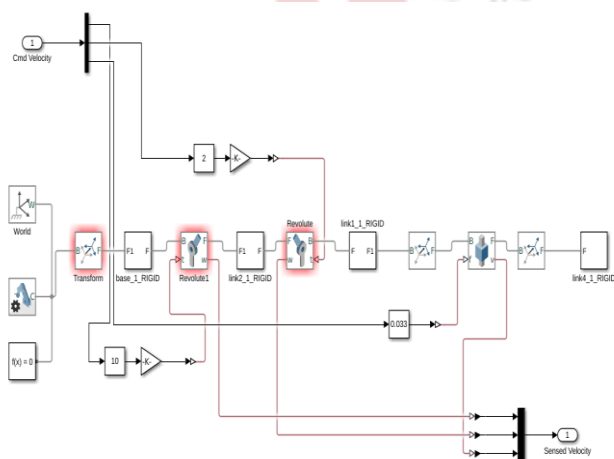 1
Cmd Velocity
2
-K-
World
W
C
f(x) = 0
B
F
Transform
F1
F
base_1_RIGID
B
F
t
w
Revolute1
F1
F
link2_1_RIGID
Revolute
F
B
w
t
link1_1_RIGID
F
F1
B
F
B
F
f
v
B
F
F
link4_1_RIGID
0.033
10
-K-
1
Sensed Velocity